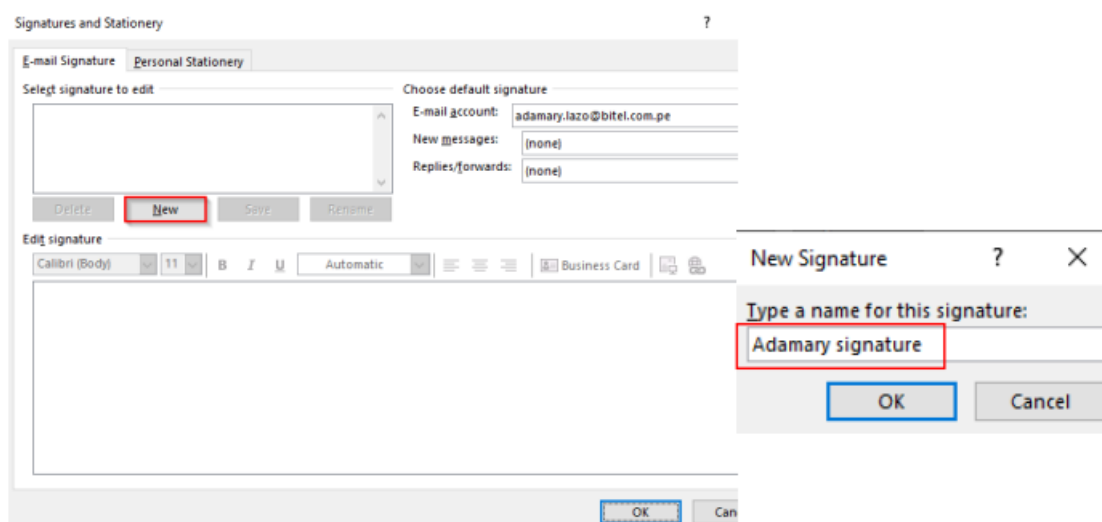 Signatures and Stationery ?
E-mail Signature Personal Stationery
Select signature to edit
Choose default signature
E-mail account: adamary.lazo@bitel.com.pe
New messages: (none)
Replies/forwards: (none)
Delete New Save Rename
Edit signature
Calibri (Body) 11 B I U Automatic Business Card
OK Can
New Signature ? X
Type a name for this signature:
Adamary signature
OK Cancel